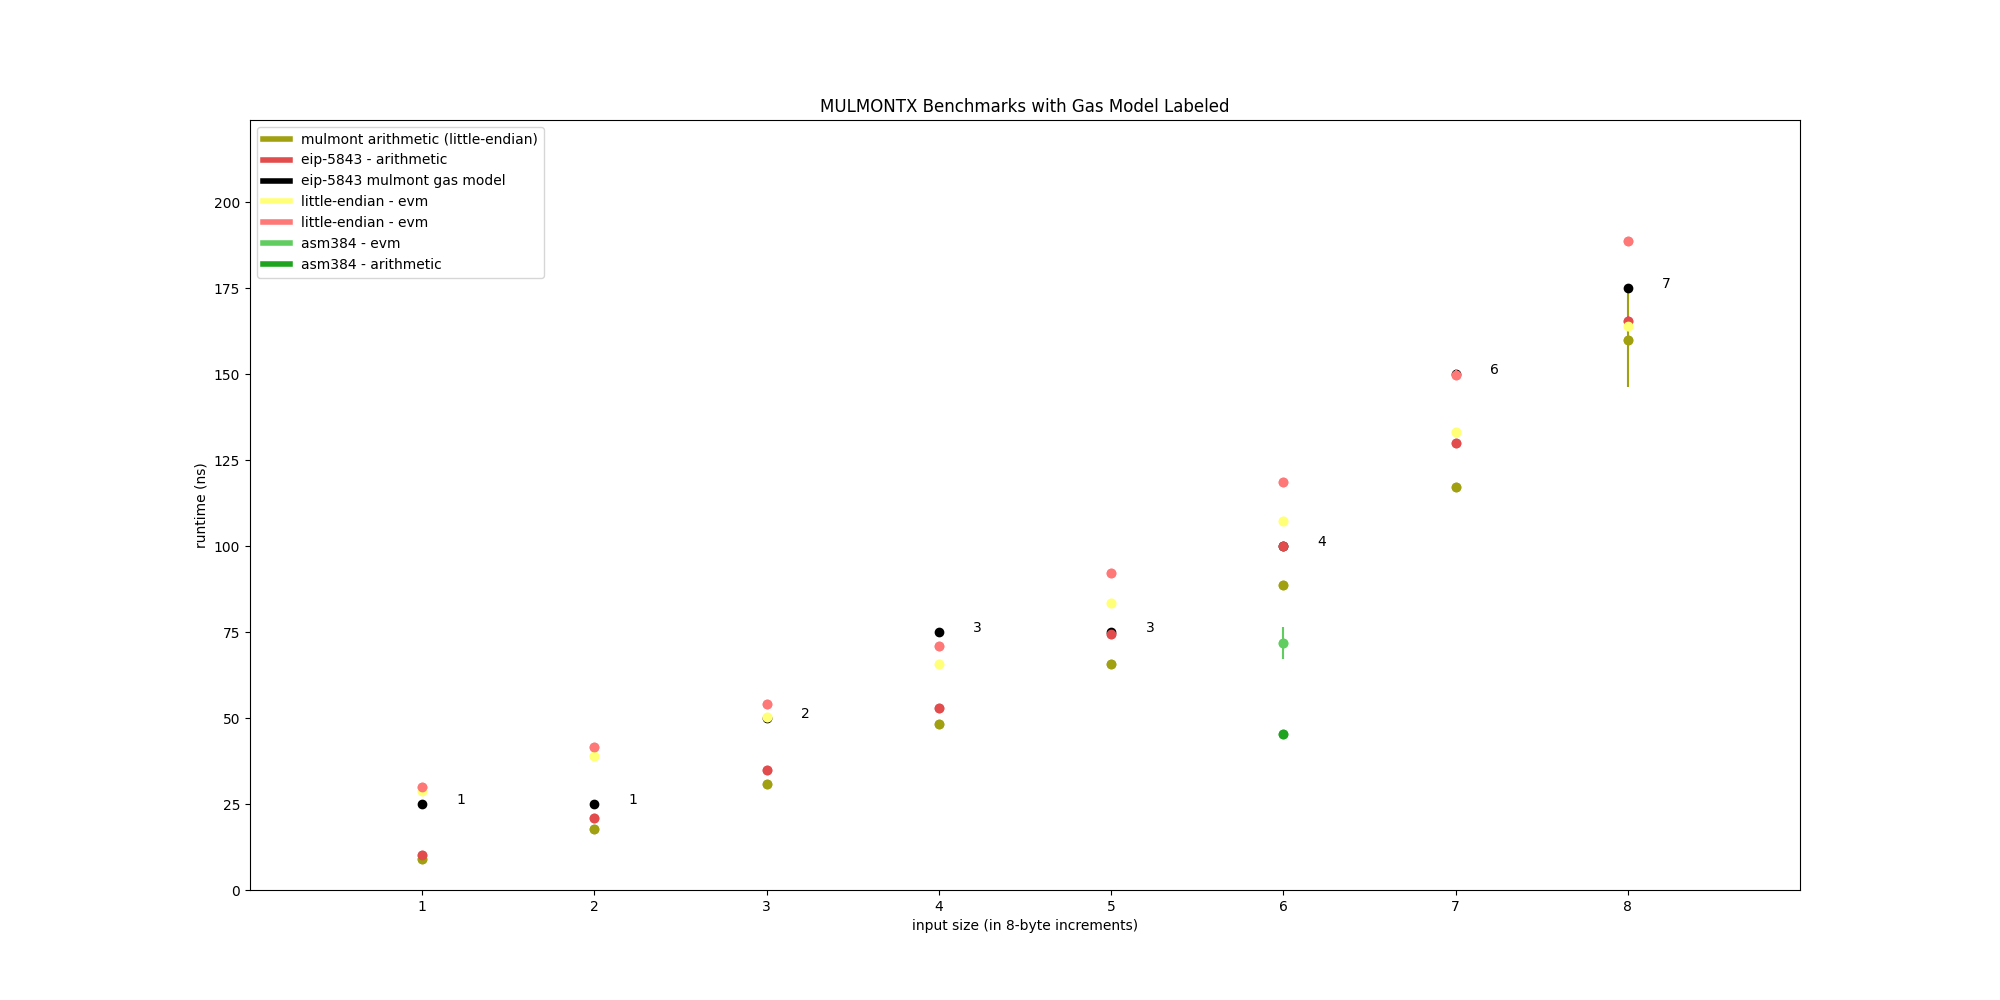 MULMONTX Benchmarks with Gas Model Labeled
mulmont arithmetic (little-endian)
eip-5843 - arithmetic
eip-5843 mulmont gas model
little-endian - evm
little-endian - evm
asm384 - evm
asm384 - arithmetic
runtime (ns)
200
175
150
125
100
75
50
25
0
1
1
2
3
3
4
6
7
1 2 3 4 5 6 7 8
input size (in 8-byte increments)